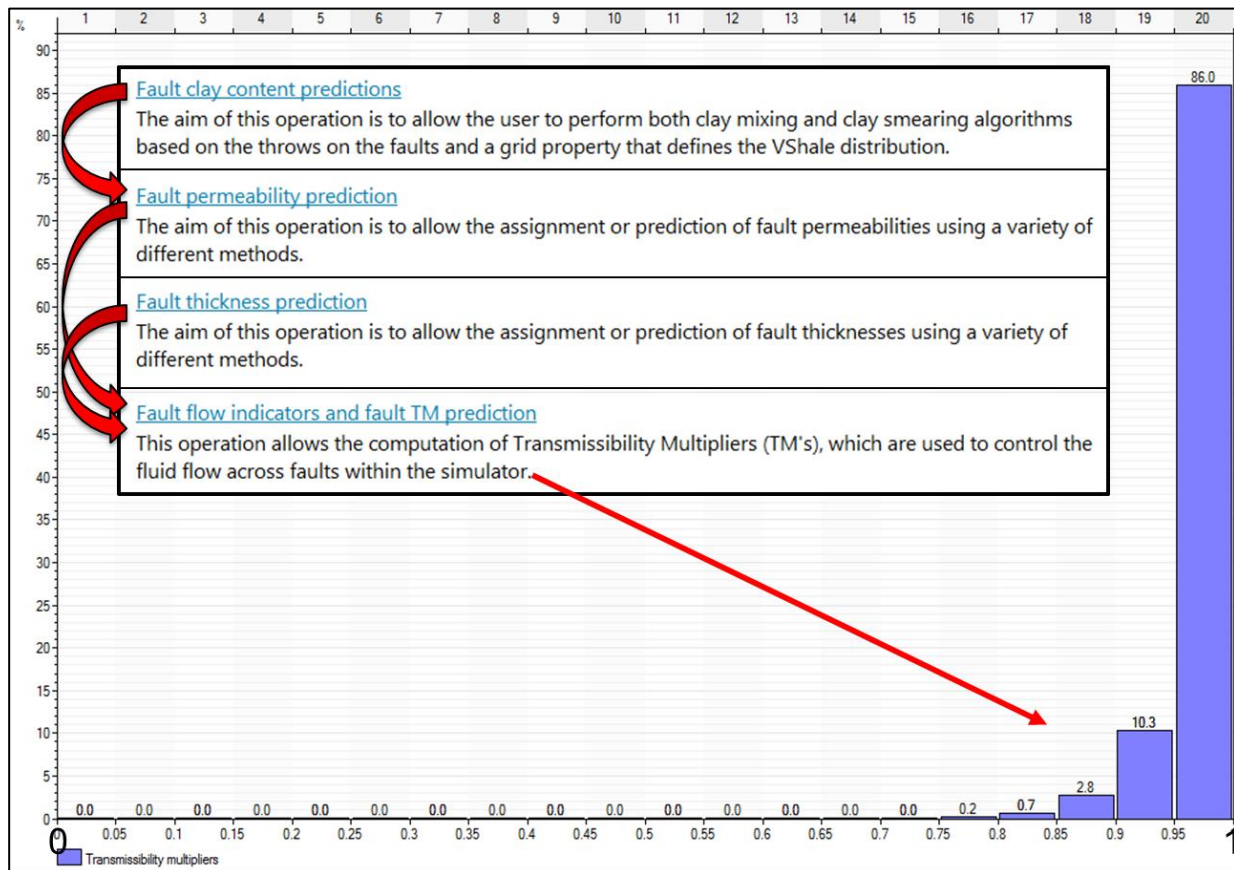 % 1 2 3 4 5 6 7 8 9 10 11 12 13 14 15 16 17 18 19 20
90
85
80
75
70
65
60
55
50
45
40
35
30
25
20
15
10
5
0
Fault clay content predictions
The aim of this operation is to allow the user to perform both clay mixing and clay smearing algorithms
based on the throws on the faults and a grid property that defines the VShale distribution.
Fault permeability prediction
The aim of this operation is to allow the assignment or prediction of fault permeabilities using a variety of
different methods.
Fault thickness prediction
The aim of this operation is to allow the assignment or prediction of fault thicknesses using a variety of
different methods.
Fault flow indicators and fault TM prediction
This operation allows the computation of Transmissibility Multipliers (TM's), which are used to control the
fluid flow across faults within the simulator.
86.0
10.3
2.8
0.0 0.0 0.0 0.0 0.0 0.0 0.0 0.0 0.0 0.0 0.0 0.0 0.0 0.0 0.0 0.2 0.7
0 0.05 0.1 0.15 0.2 0.25 0.3 0.35 0.4 0.45 0.5 0.55 0.6 0.65 0.7 0.75 0.8 0.85 0.9 0.95 1
0
Transmissibility multipliers